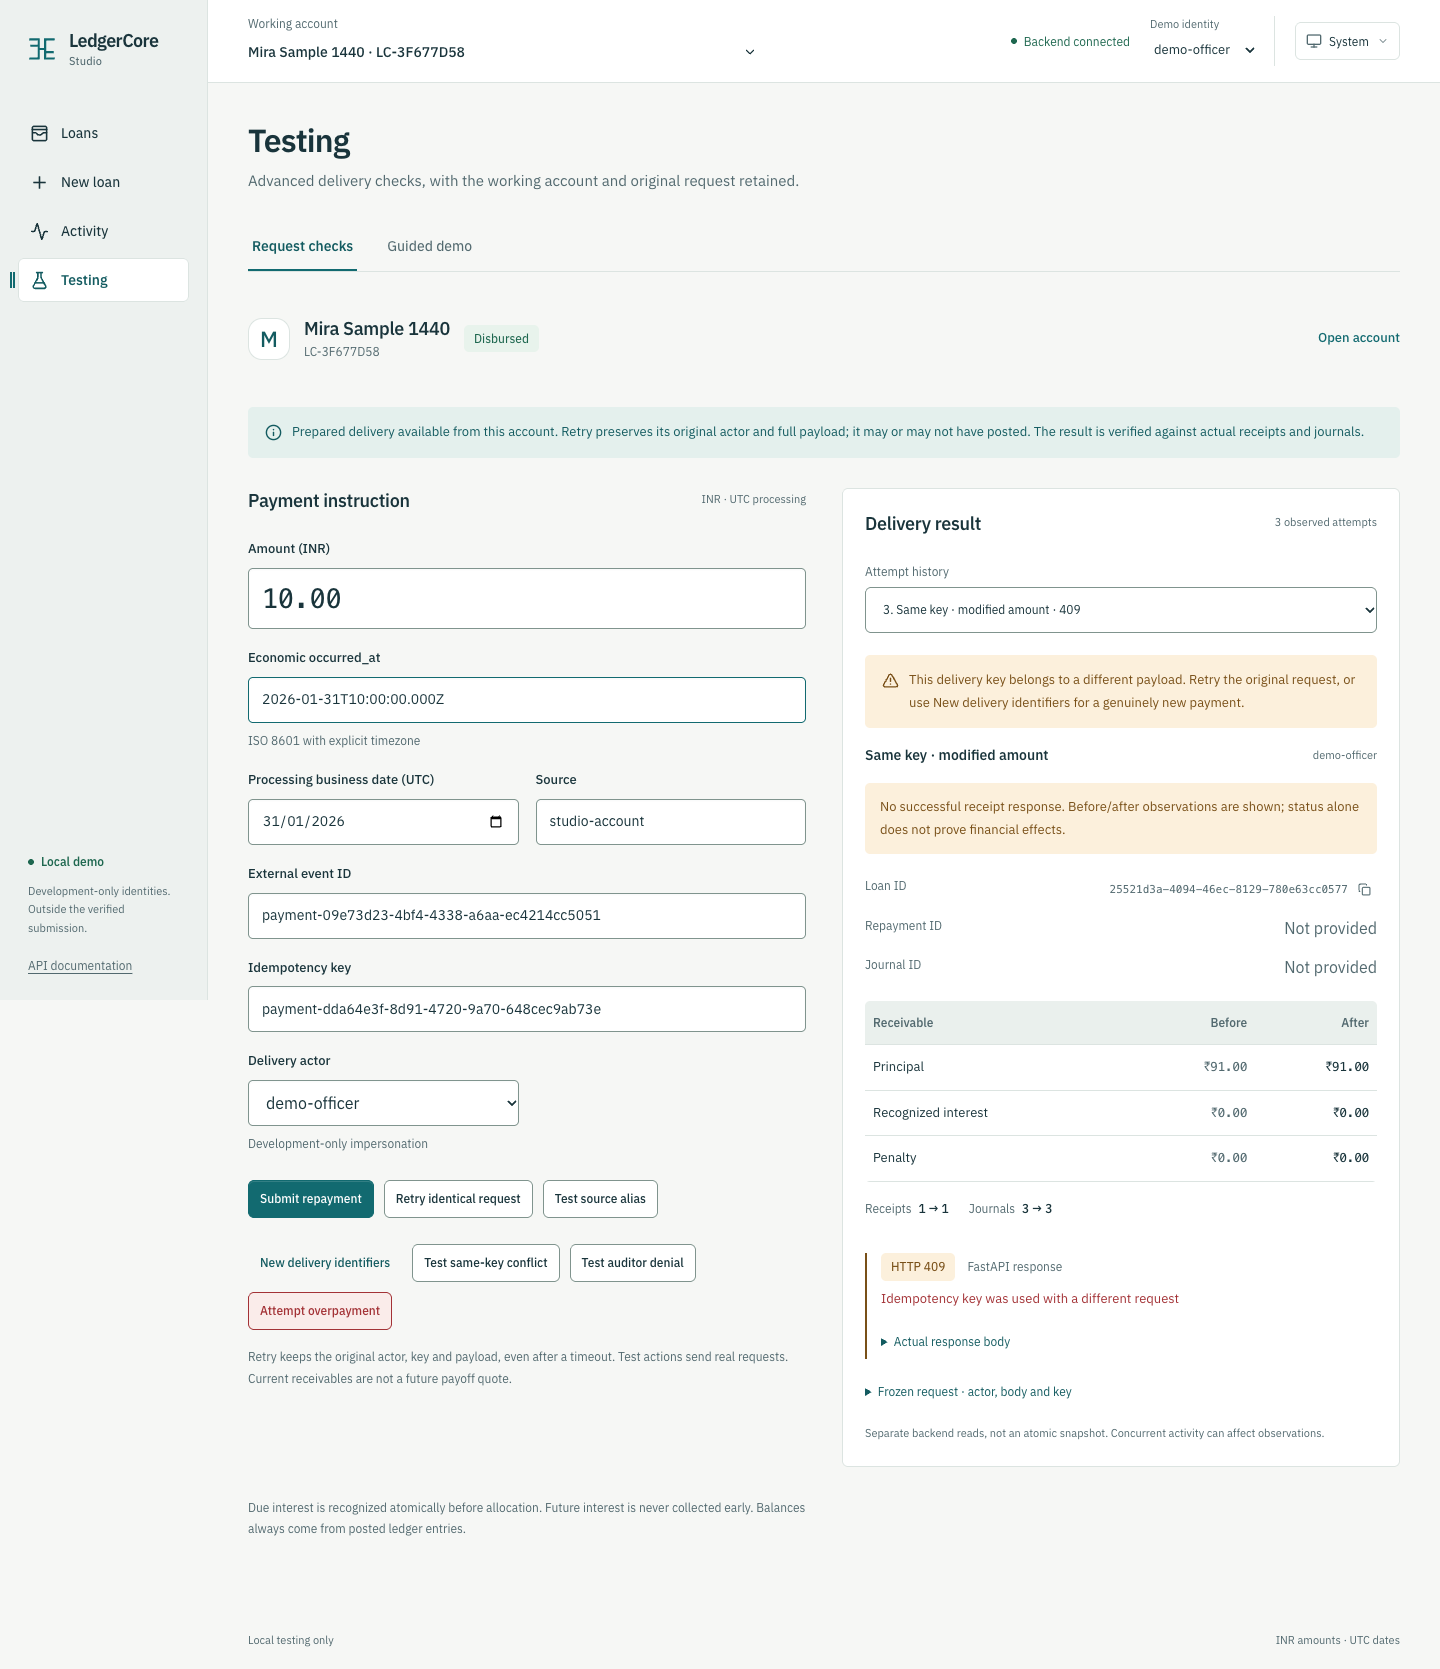 LedgerCore
Studio
Loans
New loan
Activity
Testing
Local demo
Development-only identities.
Outside the verified
submission.
API documentation
Working account
Mira Sample 1440 · LC-3F677D58
Backend connected
Demo identity
demo-officer
System
Testing
Advanced delivery checks, with the working account and original request retained.
Request checks
Guided demo
M
Mira Sample 1440
LC-3F677D58
Disbursed
Open account
Prepared delivery available from this account. Retry preserves its original actor and full payload; it may or may not have posted. The result is verified against actual receipts and journals.
Payment instruction
INR · UTC processing
Amount (INR)
10.00
Economic occurred_at
2026-01-31T10:00:00.000Z
ISO 8601 with explicit timezone
Processing business date (UTC)
Source
31/01/2026
studio-account
External event ID
payment-09e73d23-4bf4-4338-a6aa-ec4214cc5051
Idempotency key
payment-dda64e3f-8d91-4720-9a70-648cec9ab73e
Delivery actor
demo-officer
Development-only impersonation
Submit repayment
Retry identical request
Test source alias
New delivery identifiers
Test same-key conflict
Test auditor denial
Attempt overpayment
Retry keeps the original actor, key and payload, even after a timeout. Test actions send real requests.
Current receivables are not a future payoff quote.
Due interest is recognized atomically before allocation. Future interest is never collected early. Balances
always come from posted ledger entries.
Delivery result
3 observed attempts
Attempt history
3. Same key · modified amount · 409
This delivery key belongs to a different payload. Retry the original request, or
use New delivery identifiers for a genuinely new payment.
Same key · modified amount
demo-officer
No successful receipt response. Before/after observations are shown; status alone
does not prove financial effects.
Loan ID
25521d3a-4094-46ec-8129-780e63cc0577
Repayment ID
Not provided
Journal ID
Not provided
Receivable Before After
Principal ₹91.00 ₹91.00
Recognized interest ₹0.00 ₹0.00
Penalty ₹0.00 ₹0.00
Receipts 1 → 1 Journals 3 → 3
HTTP 409 FastAPI response
Idempotency key was used with a different request
Actual response body
Frozen request · actor, body and key
Separate backend reads, not an atomic snapshot. Concurrent activity can affect observations.
Local testing only
INR amounts · UTC dates